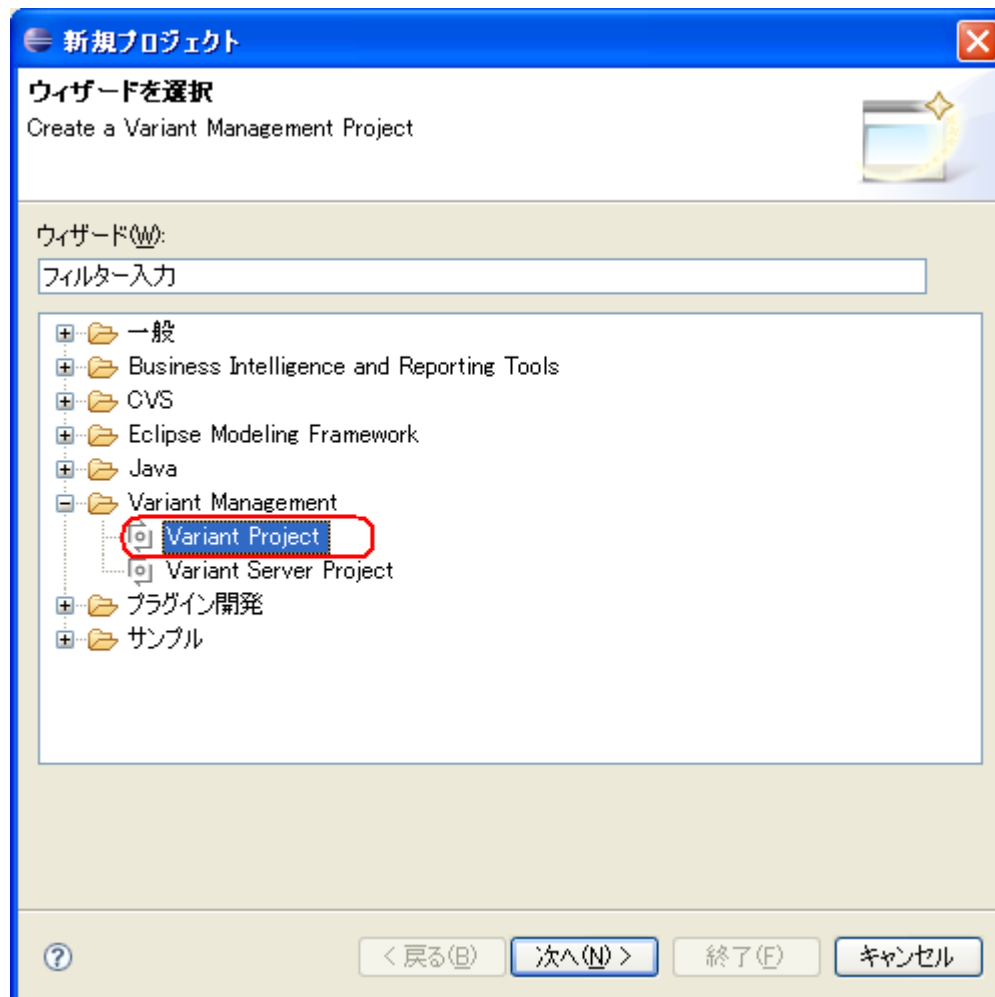 新規プロジェクト
ウィザードを選択
Create a Variant Management Project
ウィザード(W):
フィルター入力
一般
Business Intelligence and Reporting Tools
CVS
Eclipse Modeling Framework
Java
Variant Management
Variant Project
Variant Server Project
プラグイン開発
サンプル
?
< 戻る(B) 次へ(N) > 終了(F) キャンセル